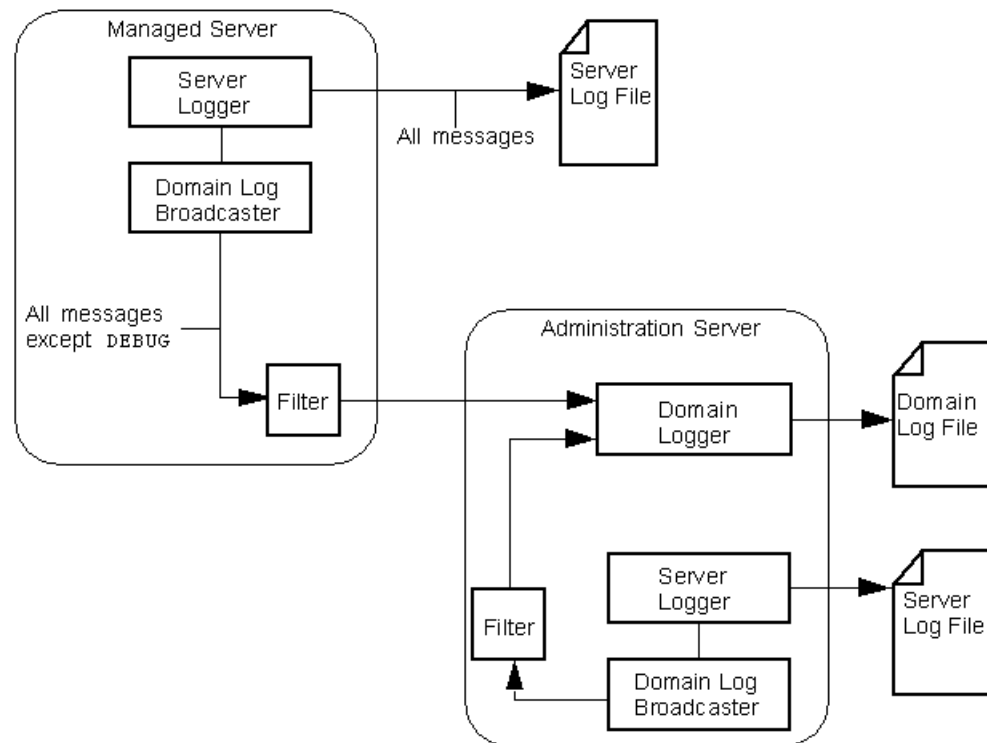 Managed Server
Server
Logger
Server
Log File
All messages
Domain Log
Broadcaster
All messages
except DEBUG
Filter
Administration Server
Domain
Logger
Domain
Log File
Server
Logger
Server
Log File
Filter
Domain Log
Broadcaster